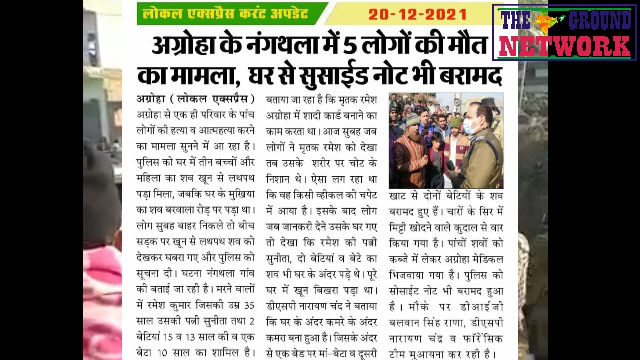 लोकल एक्सप्रैस करंट अपडेट
20-12-2021
THE GROUND
NETWORK
अग्रोहा के नंगथला में 5 लोगों की मौत
का मामला, घर से सुसाईड नोट भी बरामद
अग्रोहा (लोकल एक्सप्रैस)
अग्रोहा से एक ही परिवार के पांच
लोगों की हत्या व आत्महत्या करने
का मामला सुनने में आ रहा है।
पुलिस को घर में तीन बच्चों और
महिला का शव खून से लथपथ
पड़ा मिला, जबकि घर के मुखिया
का शव बरवाला रोड़ पर पड़ा था।
लोग सुबह बाहर निकले तो बीच
सड़क पर खून से लथपथ शव को
देखकर घबरा गए और पुलिस को
सूचना दी। घटना नंगथला गांव
की बताई जा रही है। मरने वालों
में रमेश कुमार जिसकी उम्र 35
साल उसकी पत्नी सुनीता तथा 2
बेटियां 15 व 13 साल की व एक
बेटा 10 साल का शामिल है।
बताया जा रहा है कि मृतक रमेश
अग्रोहा में शादी कार्ड बनाने का
काम करता था। आज सुबह जब
लोगों ने मृतक रमेश को देखा
तब उसके शरीर पर चोट के
निशान थे। ऐसा लग रहा था
कि वह किसी व्हीकल की चपेट
में आया है। इसके बाद लोग
जब जानकरी देने उसके घर गए
तो देखा कि रमेश की पत्नी
सुनीता, दो बेटियां व बेटे का
शव भी घर के अंदर पड़े थे। पूरे
घर में खून बिखरा पड़ा था।
डीएसपी नारायण चंद ने बताया
कि घर के अंदर कमरे के अंदर
कमरा बना हुआ है। जिसके अंदर
से एक बेड पर मां-बेटा व दूसरी
खाट से दोनों बेटियों के शव
बरामद हुए हैं। चारों के सिर में
मिट्टी खोदने वाले कुदाल से वार
किया गया है। पांचों शवों को
कब्जे में लेकर अग्रोहा मेडिकल
भिजवाया गया है। पुलिस को
सोसाईट नोट भी बरामद हुआ
है। मौके पर डीआईजी
बलवान सिंह राणा, डीएसपी
नारायण चंद्र व फॉरेंसिक
टीम मुआयना कर रही है।